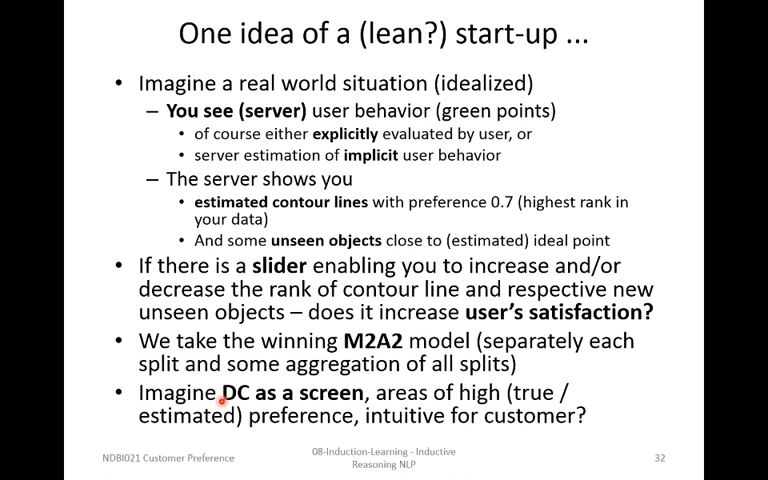 One idea of a (lean?) start-up ...
• Imagine a real world situation (idealized)
– You see (server) user behavior (green points)
• of course either explicitly evaluated by user, or
• server estimation of implicit user behavior
– The server shows you
• estimated contour lines with preference 0.7 (highest rank in
your data)
• And some unseen objects close to (estimated) ideal point
• If there is a slider enabling you to increase and/or
decrease the rank of contour line and respective new
unseen objects – does it increase user's satisfaction?
• We take the winning M2A2 model (separately each
split and some aggregation of all splits)
• Imagine DC as a screen, areas of high (true /
estimated) preference, intuitive for customer?
NDBI021 Customer Preference
08-Induction-Learning - Inductive
Reasoning NLP
32